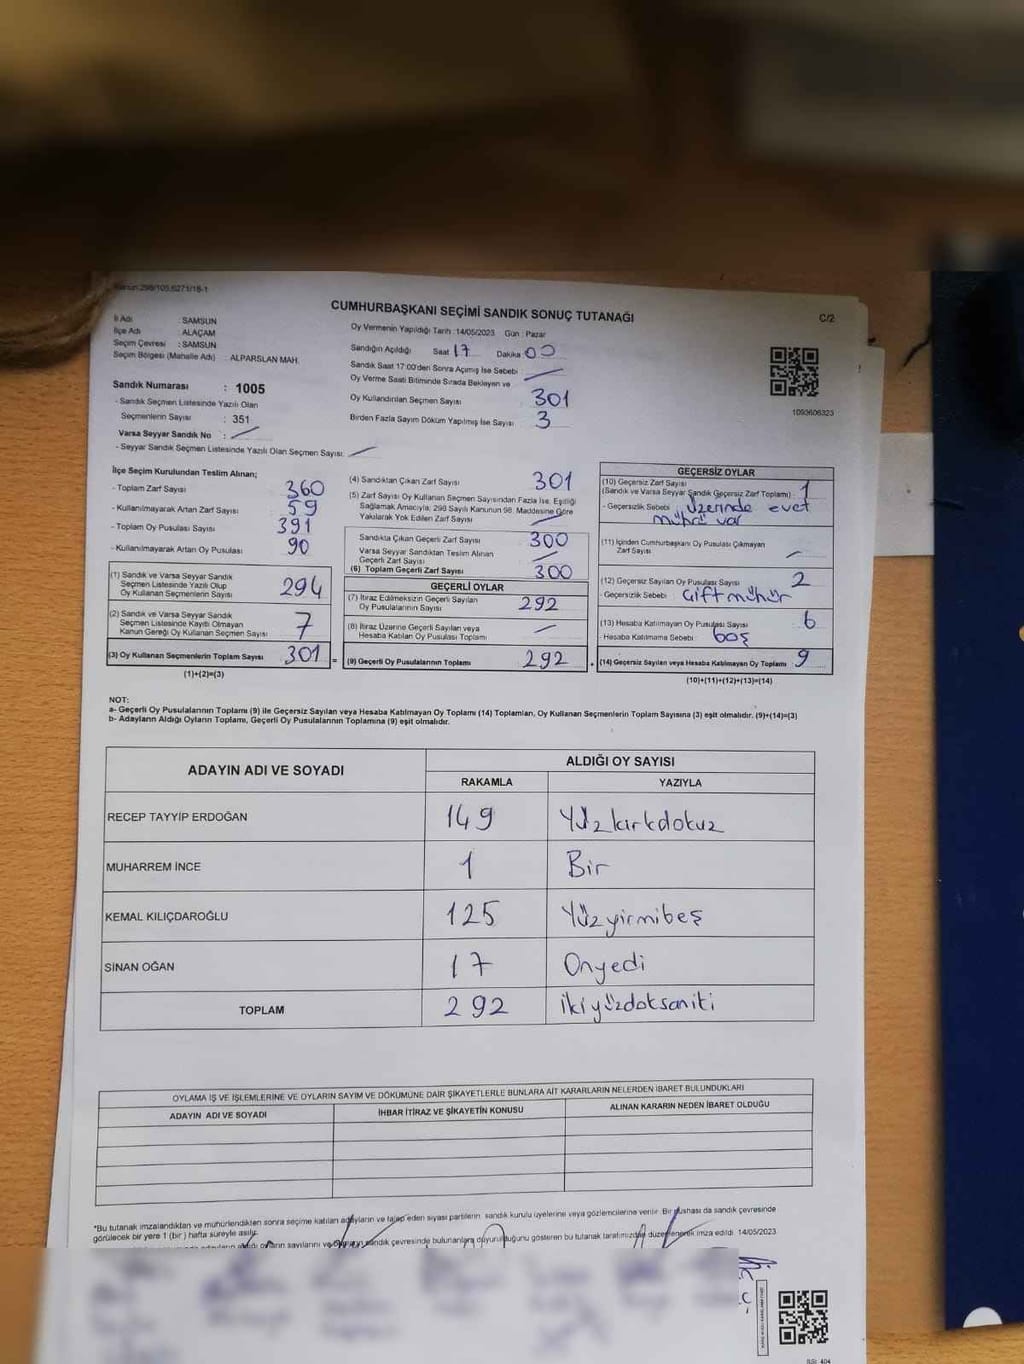 Kanun:298/105,6271/18-1
CUMHURBAŞKANI SEÇİMİ SANDIK SONUÇ TUTANAĞI
C/2
İl Adı : SAMSUN
İlçe Adı : ALAÇAM
Seçim Çevresi : SAMSUN
Seçim Bölgesi (Mahalle Adı) : ALPARSLAN MAH.
Sandık Numarası : 1005
- Sandık Seçmen Listesinde Yazılı Olan
Seçmenlerin Sayısı : 351
Varsa Seyyar Sandık No :
- Seyyar Sandık Seçmen Listesinde Yazılı Olan Seçmen Sayısı:
Oy Vermenin Yapıldığı Tarih : 14/05/2023 Gün : Pazar
Sandığın Açıldığı Saat 17 Dakika 00
Sandık Saat 17:00'den Sonra Açımış İse Sebebi :
Oy Verme Saati Bitiminde Sırada Bekleyen ve
Oy Kullandırılan Seçmen Sayısı 301
Birden Fazla Sayım Döküm Yapılmış İse Sayısı 3
1093606323
İlçe Seçim Kurulundan Teslim Alınan;
- Toplam Zarf Sayısı 360
- Kullanılmayarak Artan Zarf Sayısı 59
- Toplam Oy Pusulası Sayısı 391
- Kullanılmayarak Artan Oy Pusulası 90
(1) Sandık ve Varsa Seyyar Sandık
Seçmen Listesinde Yazılı Olup
Oy Kullanan Seçmenlerin Sayısı 294
(2) Sandık ve Varsa Seyyar Sandık
Seçmen Listesinde Kayıtlı Olmayan
Kanun Gereği Oy Kullanan Seçmen Sayısı 7
(3) Oy Kullanan Seçmenlerin Toplam Sayısı 301
(1)+(2)=(3)
(4) Sandıktan Çıkan Zarf Sayısı 301
(5) Zarf Sayısı Oy Kullanan Seçmen Sayısından Fazla İse, Eşitliği
Sağlamak Amacıyla; 298 Sayılı Kanunun 98. Maddesine Göre
Yakılarak Yok Edilen Zarf Sayısı
Sandıkta Çıkan Geçerli Zarf Sayısı 300
Varsa Seyyar Sandıktan Teslim Alınan
Geçerli Zarf Sayısı
(6) Toplam Geçerli Zarf Sayısı 300
GEÇERLİ OYLAR
(7) İtiraz Edilmeksizin Geçerli Sayılan
Oy Pusulalarının Sayısı 292
(8) İtiraz Üzerine Geçerli Sayılan veya
Hesaba Katılan Oy Pusulası Toplamı
(9) Geçerli Oy Pusulalarının Toplamı 292
GEÇERSİZ OYLAR
(10) Geçersiz Zarf Sayısı
(Sandık ve Varsa Seyyar Sandık Geçersiz Zarf Toplamı) : 1
- Geçersizlik Sebebi : Üzerinde evet
mührü var
(11) İçinden Cumhurbaşkanı Oy Pusulası Çıkmayan
Zarf Sayısı
(12) Geçersiz Sayılan Oy Pusulası Sayısı 2
- Geçersizlik Sebebi : Çift mühür
(13) Hesaba Katılmayan Oy Pusulası Sayısı 6
- Hesaba Katılmama Sebebi : boş
(14) Geçersiz Sayılan veya Hesaba Katılmayan Oy Toplamı 9
(10)+(11)+(12)+(13)=(14)
NOT:
a- Geçerli Oy Pusulalarının Toplamı (9) ile Geçersiz Sayılan veya Hesaba Katılmayan Oy Toplamı (14) Toplamları, Oy Kullanan Seçmenlerin Toplam Sayısına (3) eşit olmalıdır. (9)+(14)=(3)
b- Adayların Aldığı Oyların Toplamı, Geçerli Oy Pusulalarının Toplamına (9) eşit olmalıdır.
ADAYIN ADI VE SOYADI
ALDIĞI OY SAYISI
RAKAMLA YAZIYLA
RECEP TAYYİP ERDOĞAN 149 Yüzkırkdokuz
MUHARREM İNCE 1 Bir
KEMAL KILIÇDAROĞLU 125 Yüzyirmibeş
SİNAN OĞAN 17 Onyedi
TOPLAM 292 ikiyüzdoksaniki
OYLAMA İŞ VE İŞLEMLERİNE VE OYLARIN SAYIM VE DÖKÜMÜNE DAİR ŞİKAYETLERLE BUNLARA AİT KARARLARIN NELERDEN İBARET BULUNDUKLARI
ADAYIN ADI VE SOYADI İHBAR İTİRAZ VE ŞİKAYETİN KONUSU ALINAN KARARIN NEDEN İBARET OLDUĞU
*Bu tutanak imzalandıktan ve mühürlendikten sonra seçime katılan adayların ve talep eden siyasi partilerin sandık kurulu üyelerine veya gözlemcilerine verilir. Bir nüshası da sandık çevresinde
görülecek bir yere 1 (bir) hafta süreyle asılır.
oyların sayılarını ve sandık çevresinde bulunanlara duyurulduğunu gösteren bu tutanak tarafımızdan düzenlenerek imza edildi. 14/05/2023